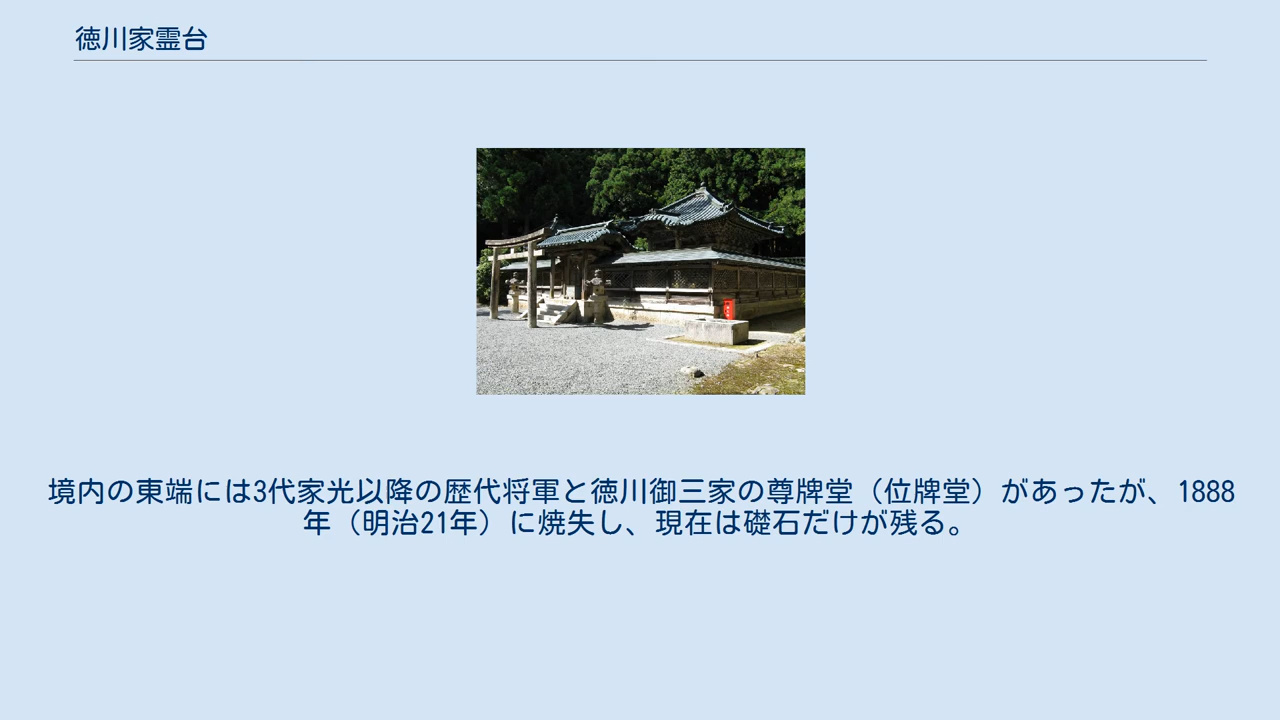 徳川家霊台
境内の東端には3代家光以降の歴代将軍と徳川御三家の尊牌堂（位牌堂）があったが、1888
年（明治21年）に焼失し、現在は礎石だけが残る。